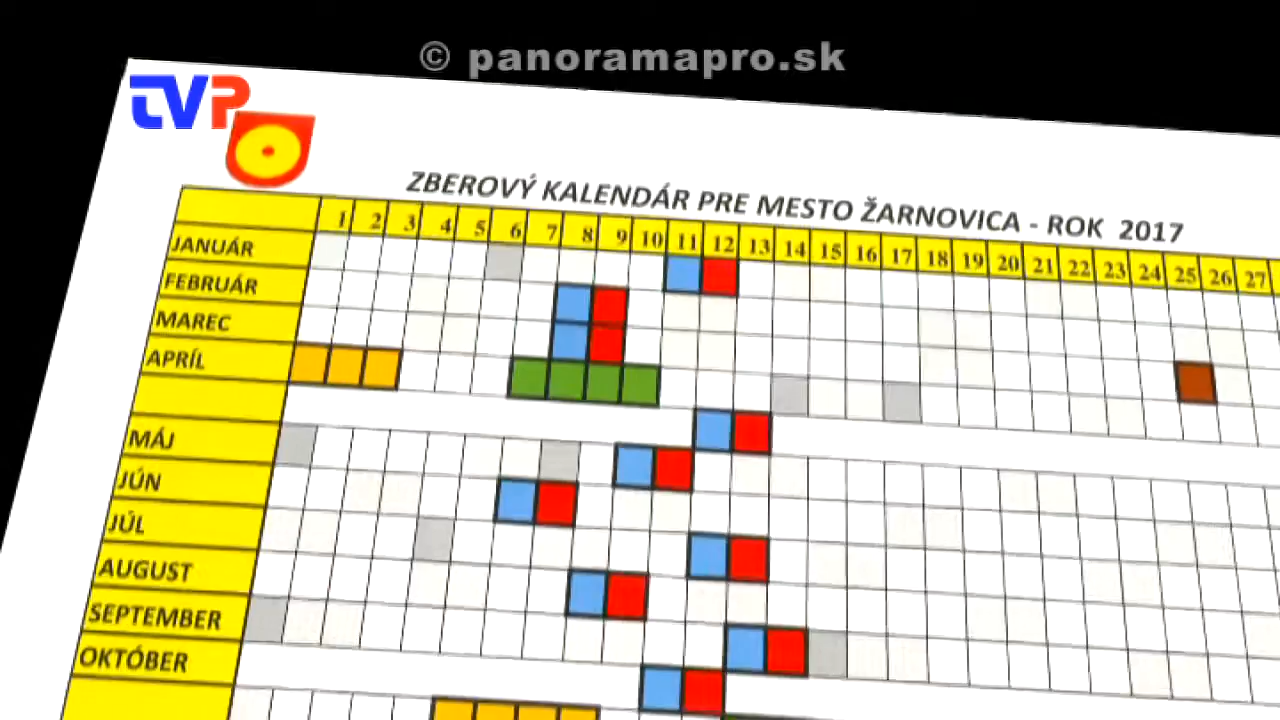 © panoramapro.sk
TVP
ZBEROVÝ KALENDÁR PRE MESTO ŽARNOVICA - ROK 2017
1 2 3 4 5 6 7 8 9 10 11 12 13 14 15 16 17 18 19 20 21 22 23 24 25 26 27
JANUÁR
FEBRUÁR
MAREC
APRÍL
MÁJ
JÚN
JÚL
AUGUST
SEPTEMBER
OKTÓBER